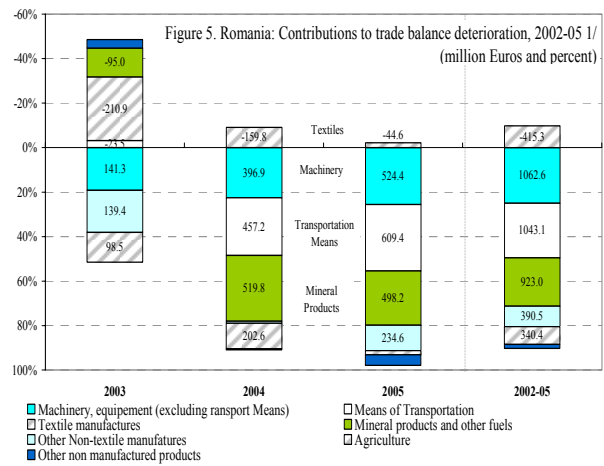 Figure 5. Romania: Contributions to trade balance deterioration, 2002-05 1/
(million Euros and percent)
-60%
-40%
-20%
0%
20%
40%
60%
80%
100%
-95.0
-210.9
-23.5
141.3
139.4
98.5
-159.8
396.9
457.2
519.8
202.6
Textiles
Machinery
Transportation
Means
Mineral
Products
-44.6
524.4
609.4
498.2
234.6
-415.3
1062.6
1043.1
923.0
390.5
340.4
2003
2004
2005
2002-05
Machinery, equipement (excluding ransport Means)
Means of Transportation
Textile manufactures
Mineral products and other fuels
Other Non-textile manufatures
Agriculture
Other non manufactured products